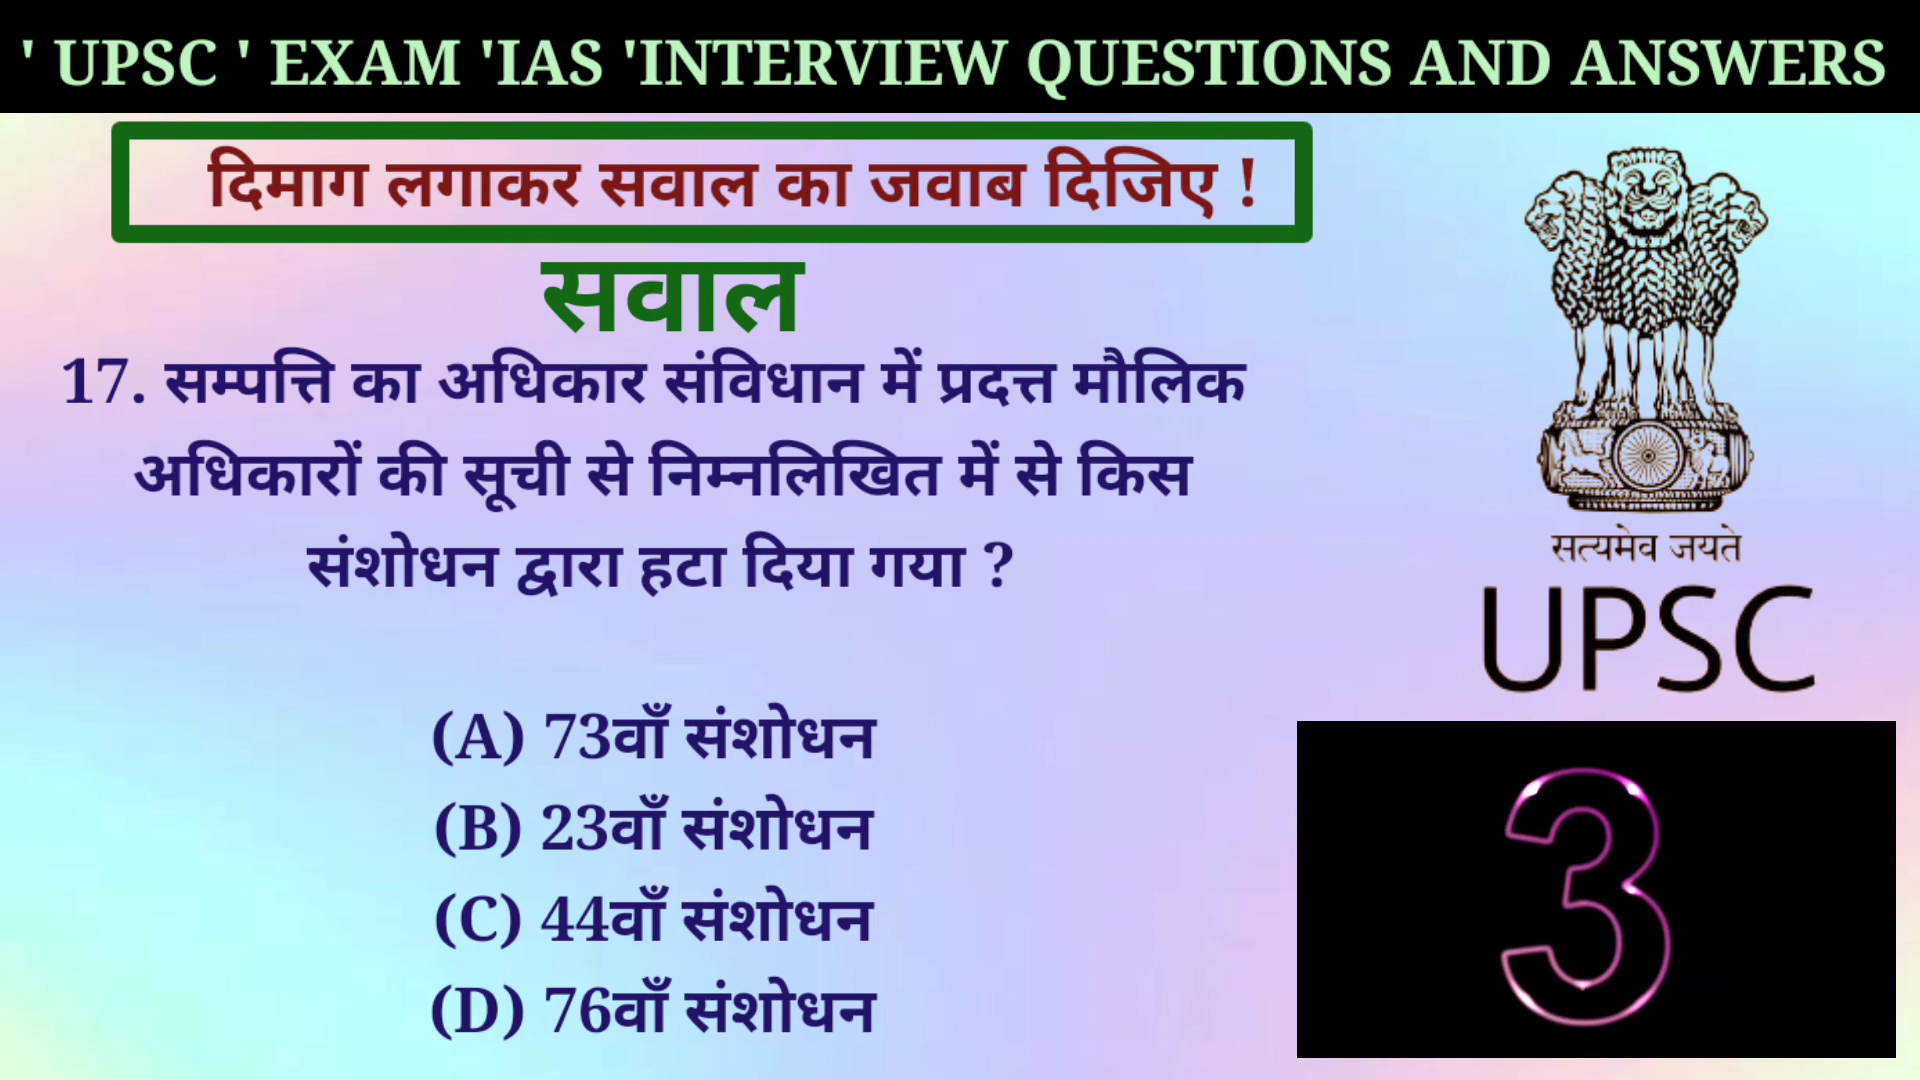 ' UPSC ' EXAM 'IAS 'INTERVIEW QUESTIONS AND ANSWERS
दिमाग लगाकर सवाल का जवाब दिजिए !
सवाल
17. सम्पत्ति का अधिकार संविधान में प्रदत्त मौलिक
अधिकारों की सूची से निम्नलिखित में से किस
संशोधन द्वारा हटा दिया गया ?
(A) 73वाँ संशोधन
(B) 23वाँ संशोधन
(C) 44वाँ संशोधन
(D) 76वाँ संशोधन
सत्यमेव जयते
UPSC
3